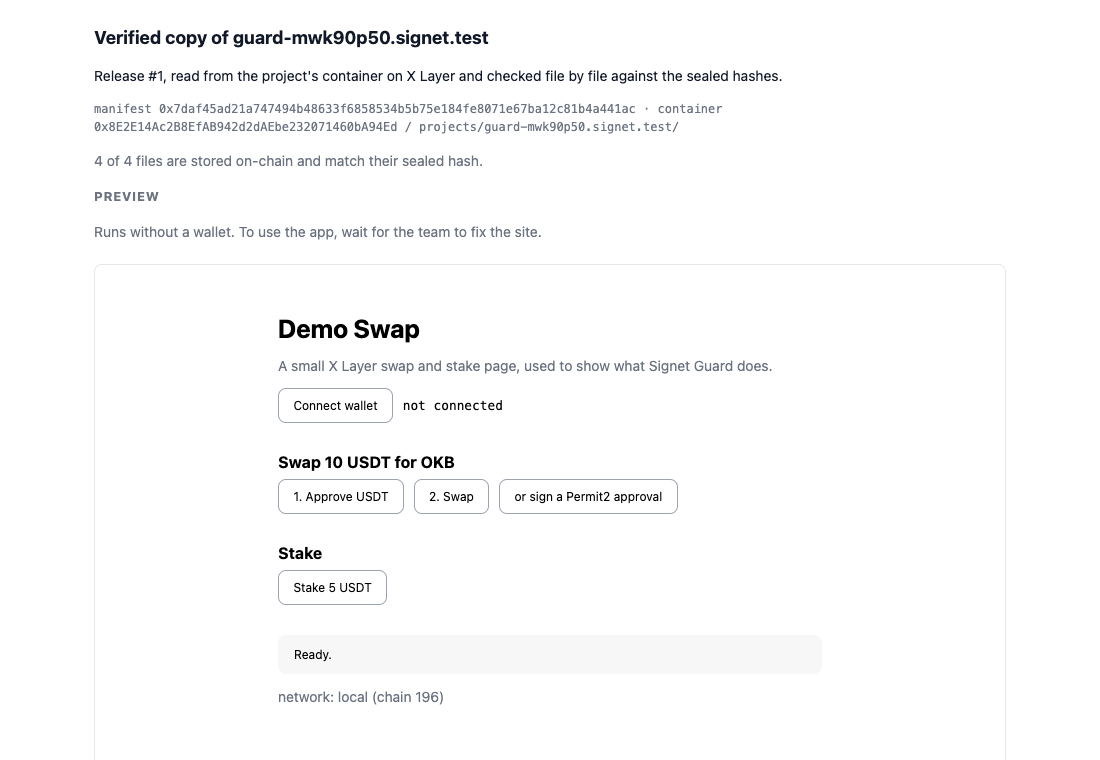 Verified copy of guard-mwk90p50.signet.test
Release #1, read from the project's container on X Layer and checked file by file against the sealed hashes.
manifest 0x7daf45ad21a747494b48633f6858534b5b75e184fe8071e67ba12c81b4a441ac · container
0x8E2E14Ac2B8EfAB942d2dAEbe232071460bA94Ed / projects/guard-mwk90p50.signet.test/
4 of 4 files are stored on-chain and match their sealed hash.
PREVIEW
Runs without a wallet. To use the app, wait for the team to fix the site.
Demo Swap
A small X Layer swap and stake page, used to show what Signet Guard does.
Connect wallet not connected
Swap 10 USDT for OKB
1. Approve USDT 2. Swap or sign a Permit2 approval
Stake
Stake 5 USDT
Ready.
network: local (chain 196)